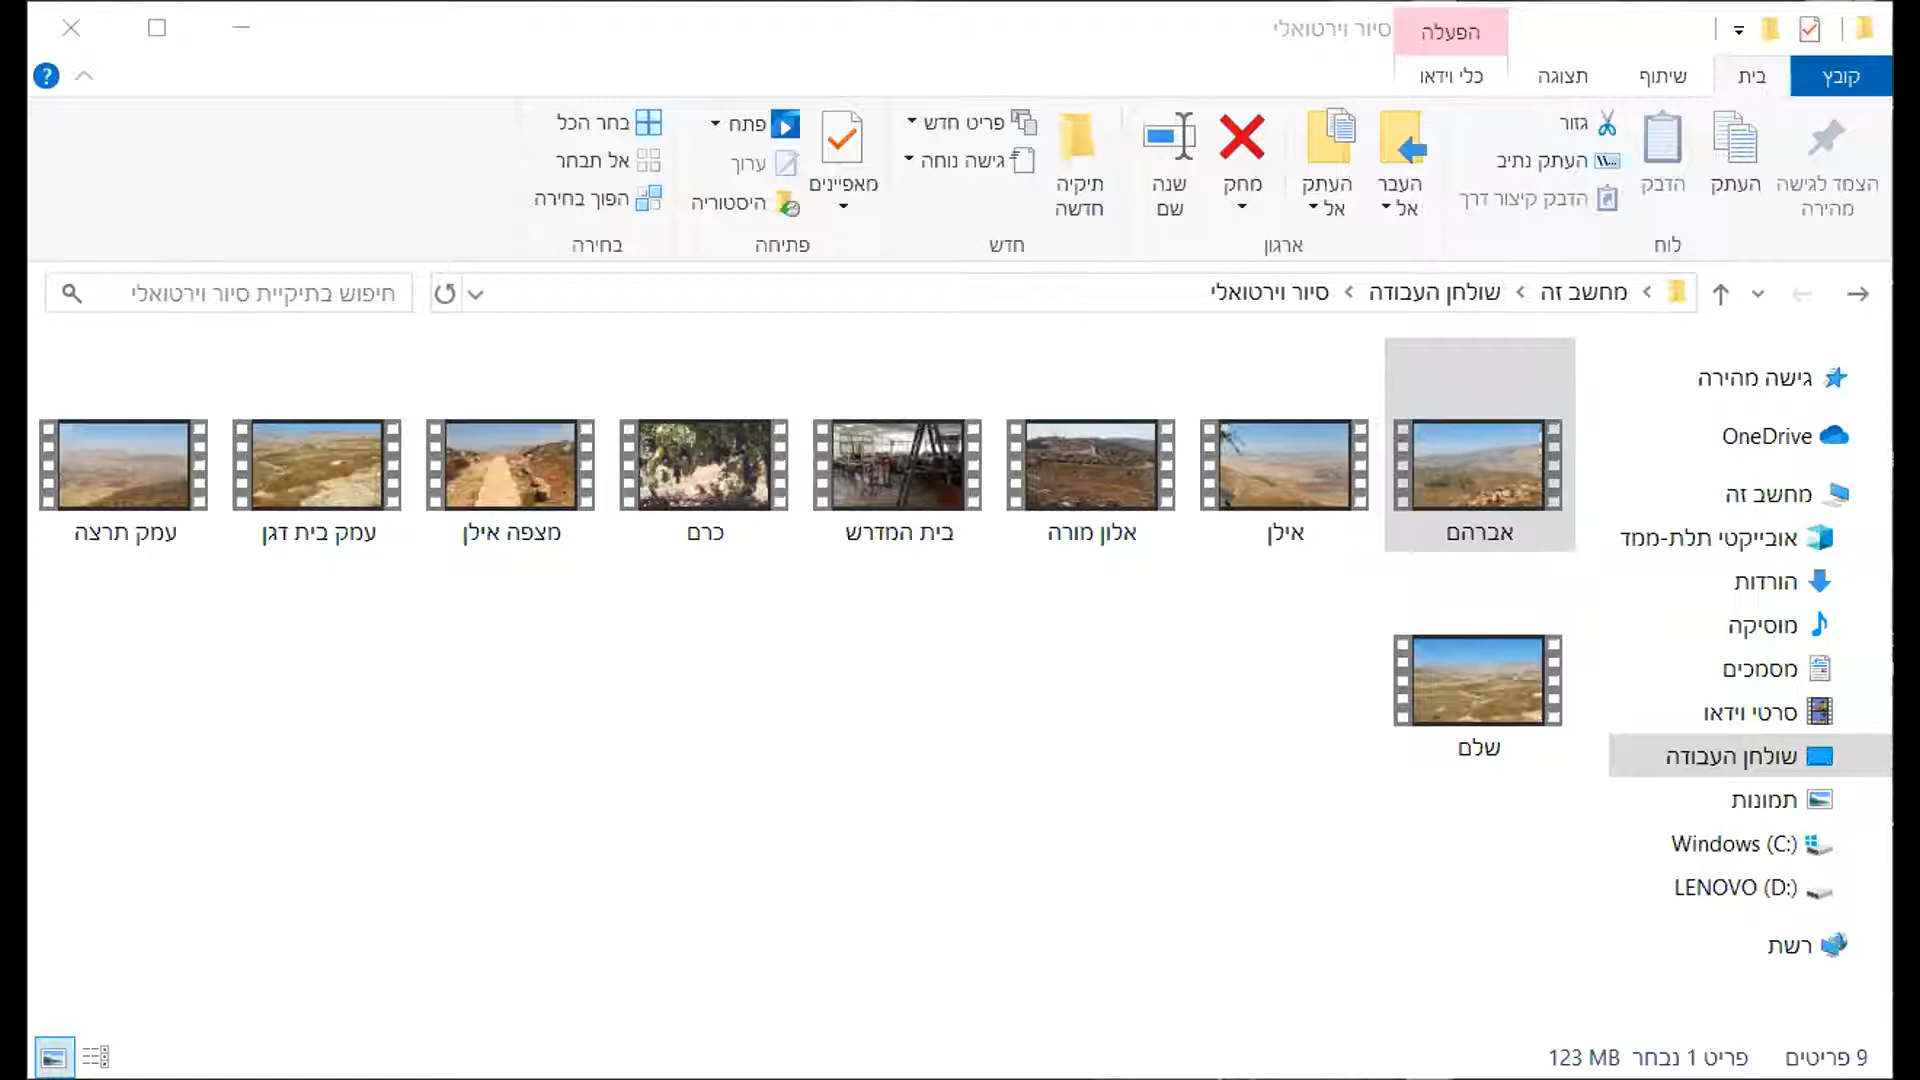 סיור וירטואלי
הפעלה
קובץ
בית
שיתוף
תצוגה
כלי וידאו
הצמד לגישה
מהירה
העתק
הדבק
גזור
העתק נתיב
הדבק קיצור דרך
לוח
העבר
אל
העתק
אל
מחק
שנה
שם
ארגון
תיקיה
חדשה
פריט חדש
גישה נוחה
חדש
מאפיינים
פתח
ערוך
היסטוריה
פתיחה
בחר הכל
אל תבחר
הפוך בחירה
בחירה
מחשב זה > שולחן העבודה > סיור וירטואלי
חיפוש בתיקיית סיור וירטואלי
גישה מהירה
OneDrive
מחשב זה
אובייקטי תלת-ממד
הורדות
מוסיקה
מסמכים
סרטי וידאו
שולחן העבודה
תמונות
Windows (C:)
LENOVO (D:)
רשת
אברהם
אילן
אלון מורה
בית המדרש
כרם
מצפה אילן
עמק בית דגן
עמק תרצה
שלם
9 פריטים
פריט 1 נבחר 123 MB